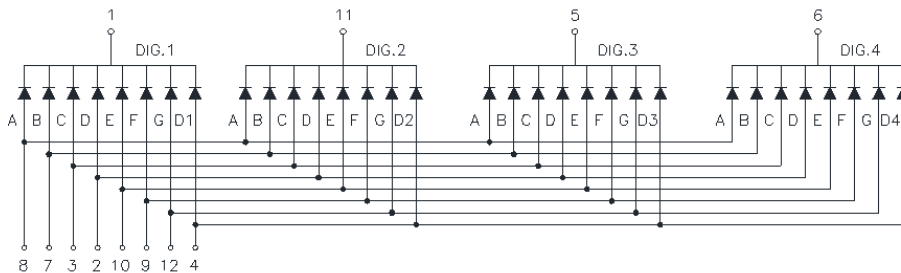 1 11 5 6
DIG.1 DIG.2 DIG.3 DIG.4
A B C D E F G D1 A B C D E F G D2 A B C D E F G D3 A B C D E F G D4
8 7 3 2 10 9 12 4